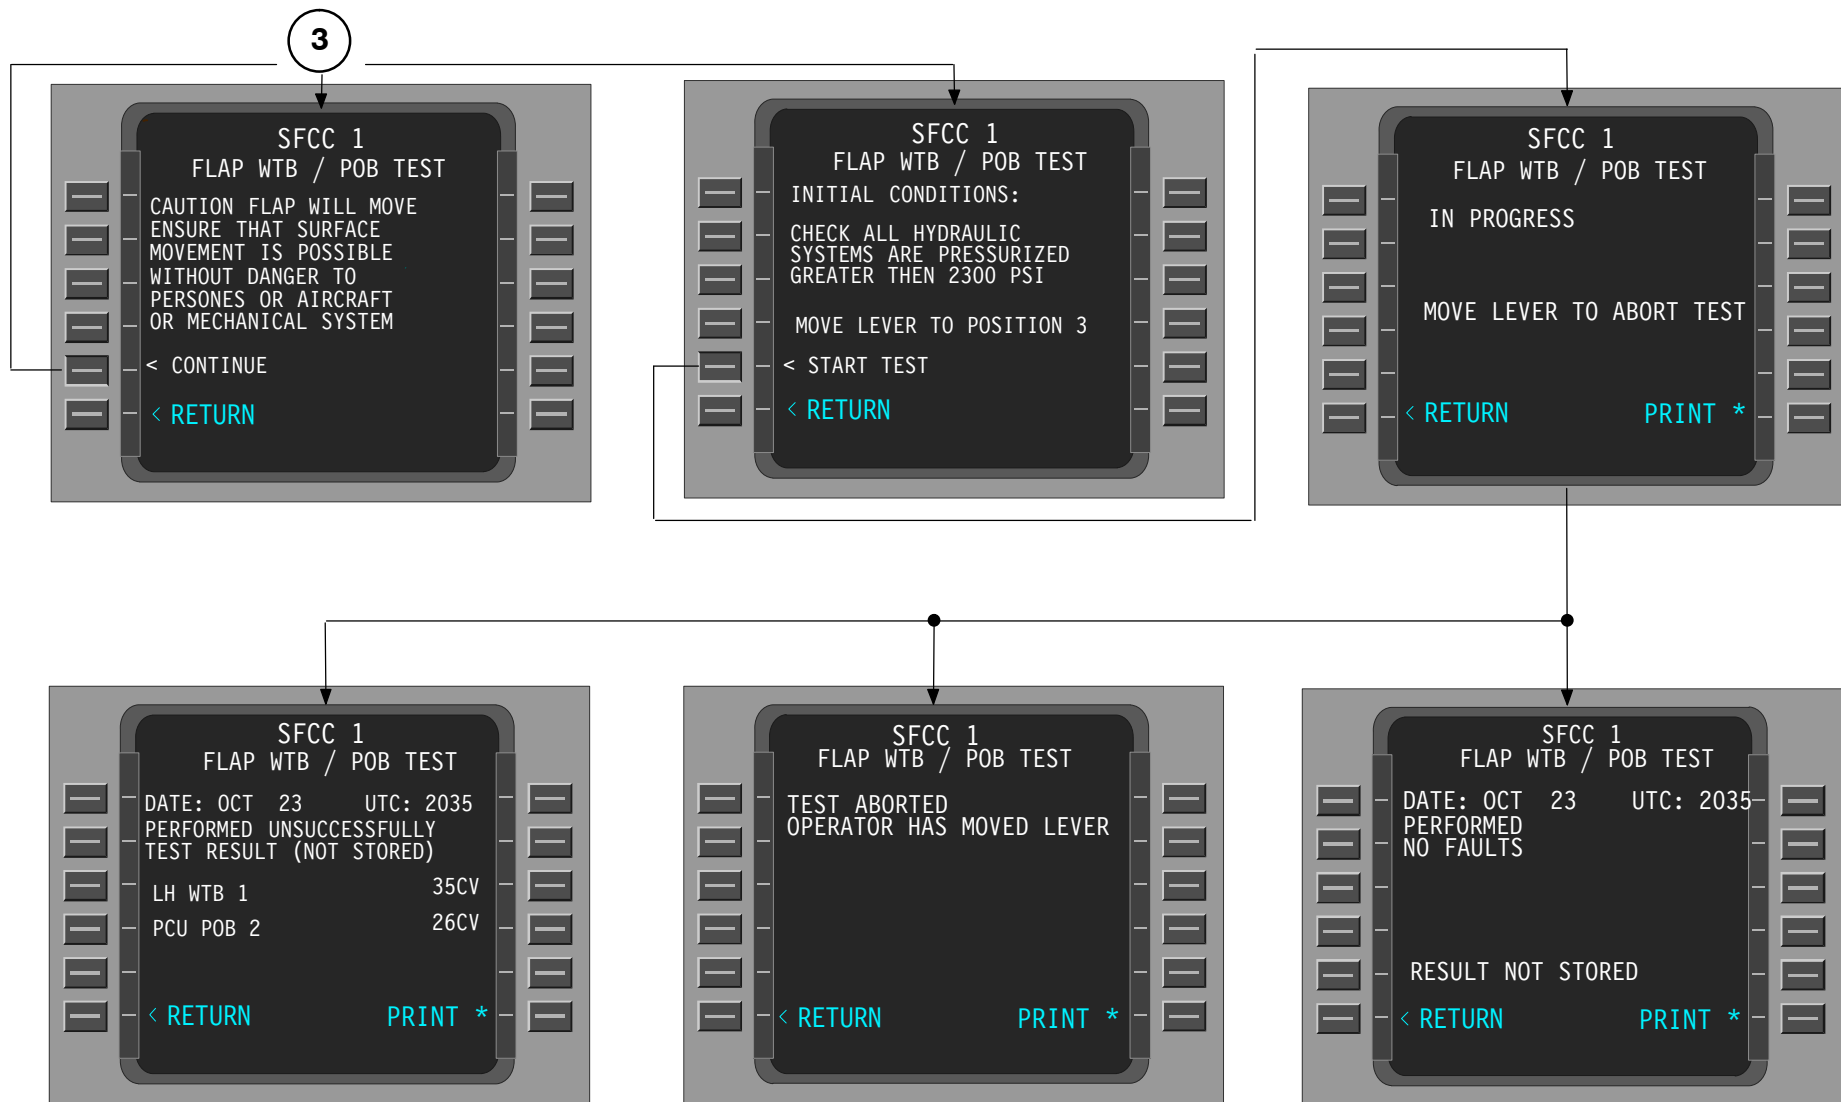 3
SFCC 1
FLAP WTB / POB TEST
CAUTION FLAP WILL MOVE
ENSURE THAT SURFACE
MOVEMENT IS POSSIBLE
WITHOUT DANGER TO
PERSONES OR AIRCRAFT
OR MECHANICAL SYSTEM
< CONTINUE
< RETURN
SFCC 1
FLAP WTB / POB TEST
INITIAL CONDITIONS:
CHECK ALL HYDRAULIC
SYSTEMS ARE PRESSURIZED
GREATER THEN 2300 PSI
MOVE LEVER TO POSITION 3
< START TEST
< RETURN
SFCC 1
FLAP WTB / POB TEST
IN PROGRESS
MOVE LEVER TO ABORT TEST
< RETURN PRINT *
SFCC 1
FLAP WTB / POB TEST
DATE: OCT 23 UTC: 2035
PERFORMED UNSUCCESSFULLY
TEST RESULT (NOT STORED)
LH WTB 1 35CV
PCU POB 2 26CV
< RETURN PRINT *
SFCC 1
FLAP WTB / POB TEST
TEST ABORTED
OPERATOR HAS MOVED LEVER
< RETURN PRINT *
SFCC 1
FLAP WTB / POB TEST
DATE: OCT 23 UTC: 2035
PERFORMED
NO FAULTS
RESULT NOT STORED
< RETURN PRINT *